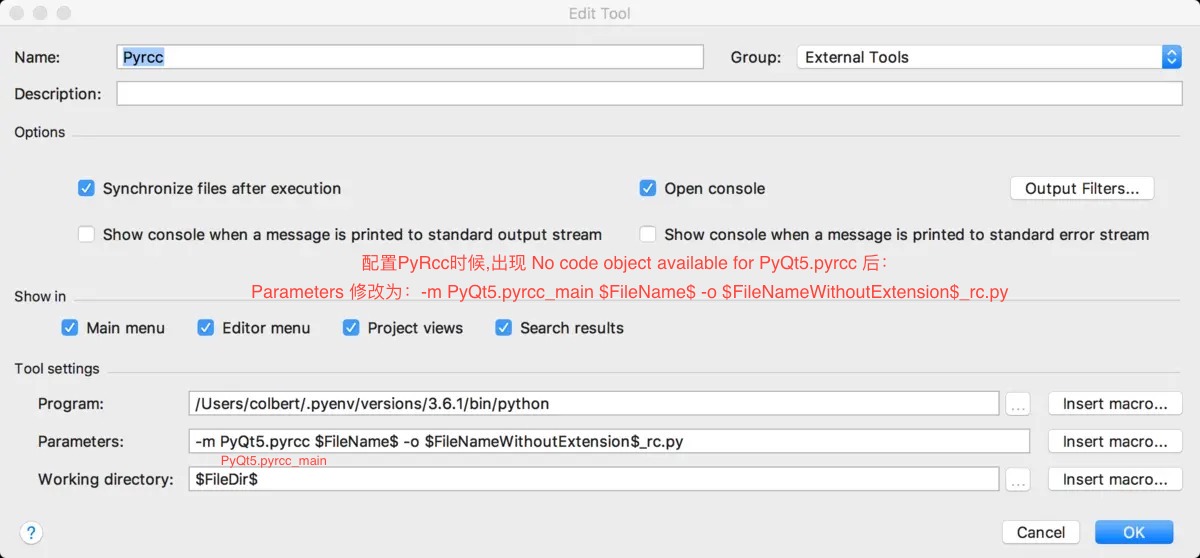 Edit Tool
Name: Pyrcc Group: External Tools
Description:
Options
Synchronize files after execution Open console Output Filters...
Show console when a message is printed to standard output stream Show console when a message is printed to standard error stream
配置PyRcc时候,出现 No code object available for PyQt5.pyrcc 后：
Parameters 修改为：-m PyQt5.pyrcc_main $FileName$ -o $FileNameWithoutExtension$_rc.py
Show in
Main menu Editor menu Project views Search results
Tool settings
Program: /Users/colbert/.pyenv/versions/3.6.1/bin/python ... Insert macro...
Parameters: -m PyQt5.pyrcc $FileName$ -o $FileNameWithoutExtension$_rc.py Insert macro...
PyQt5.pyrcc_main
Working directory: $FileDir$ ... Insert macro...
? Cancel OK